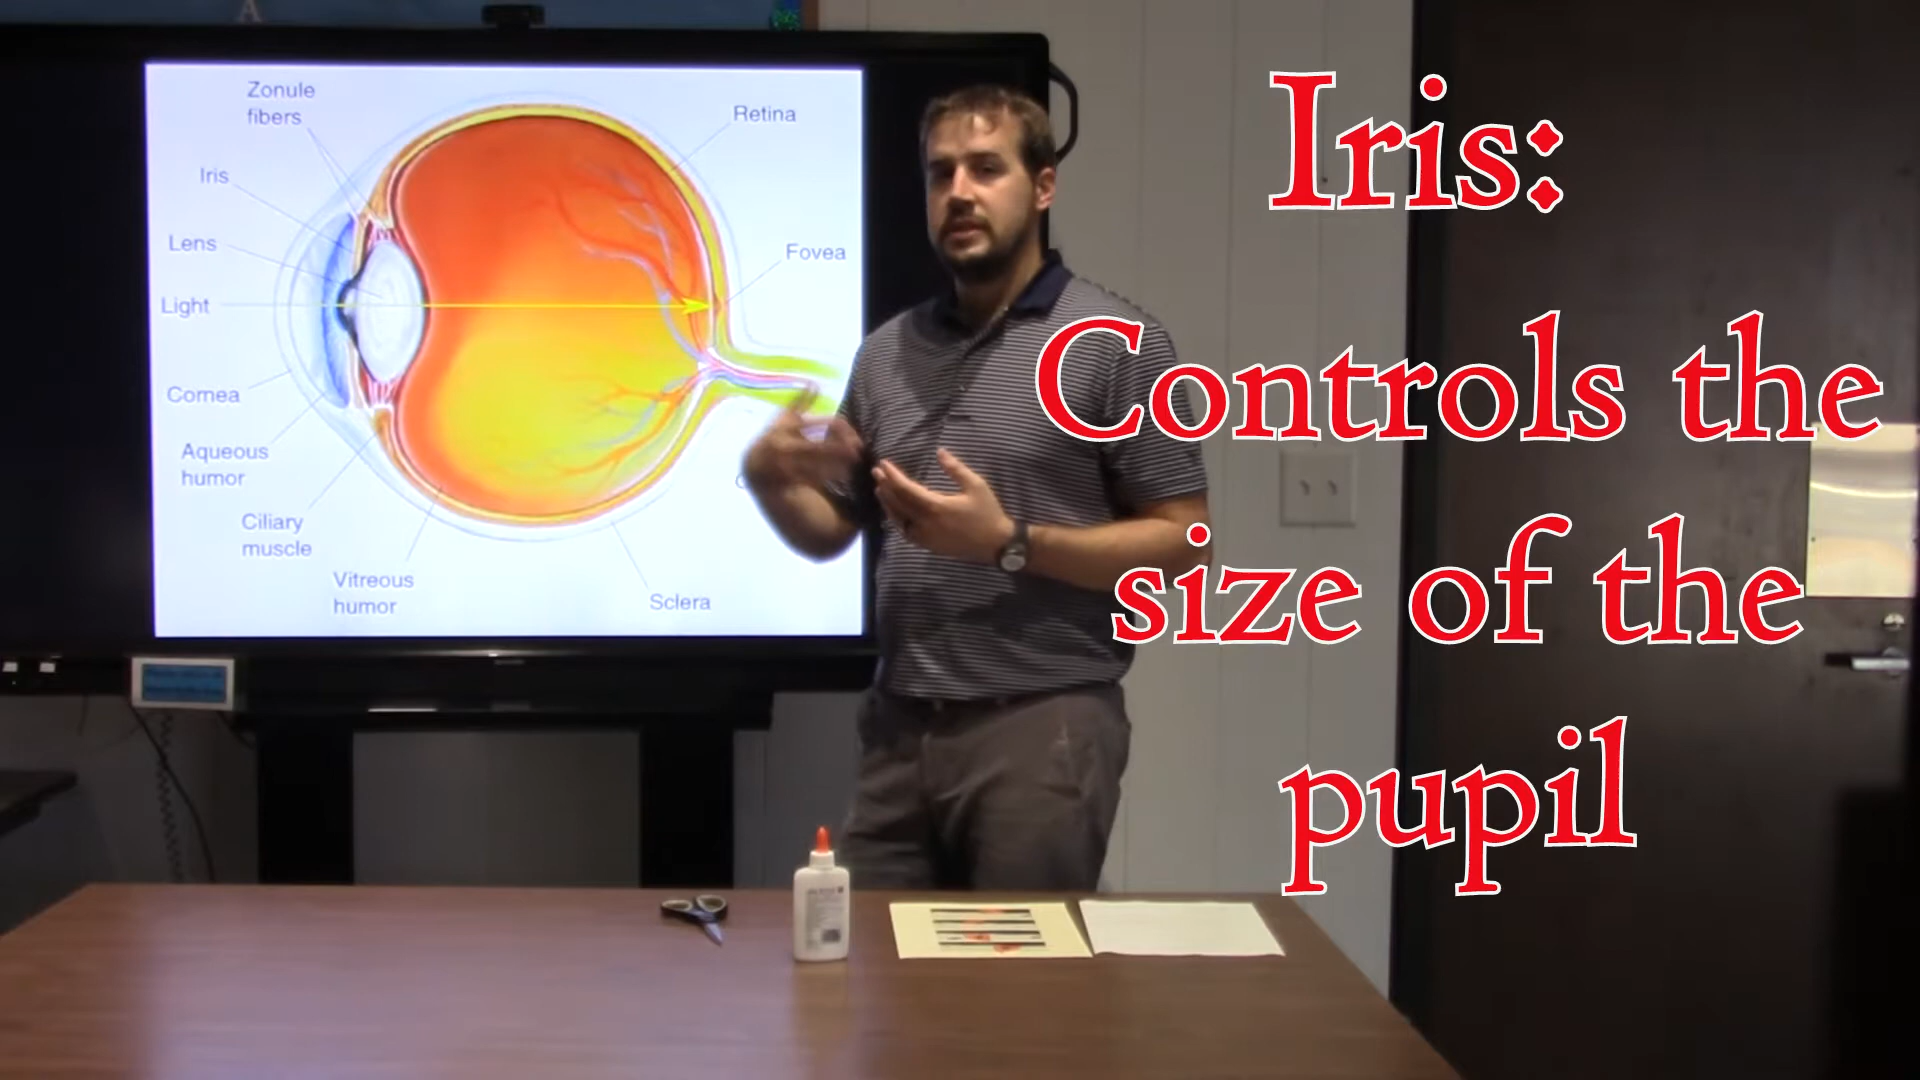 A
Zonule
fibers
Retina
Iris
Lens
Fovea
Light
Cornea
Aqueous
humor
Ciliary
muscle
Vitreous
humor
Sclera
Iris:
Controls the
size of the
pupil